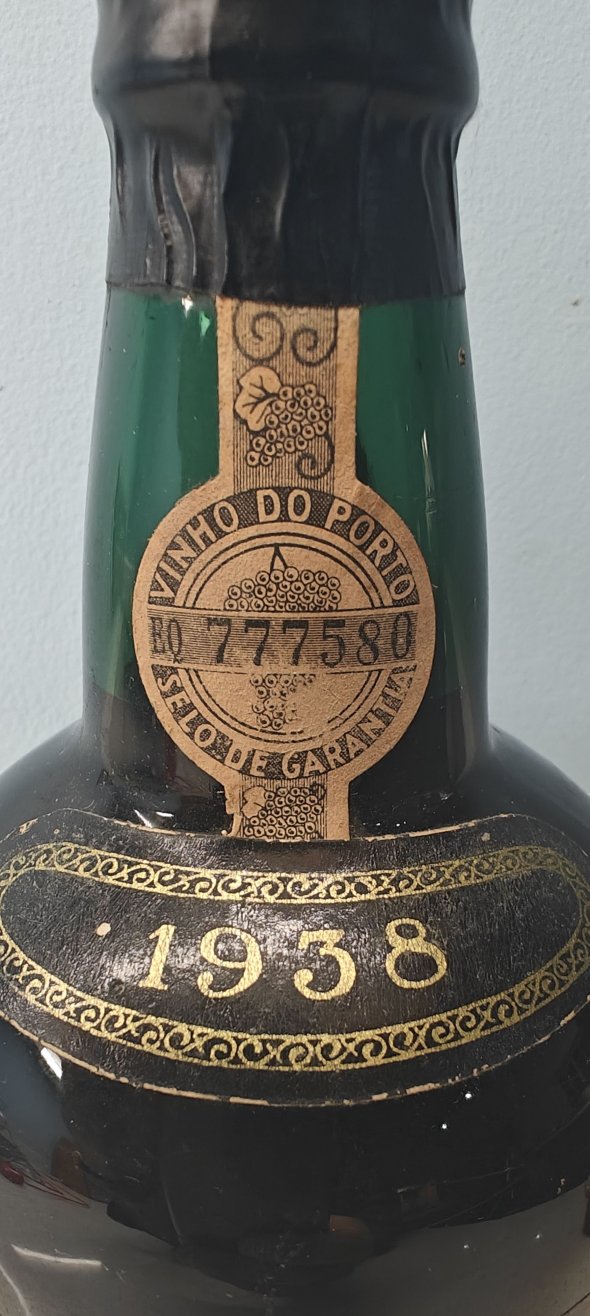 VINHO DO PORTO
EQ 777580
SELO DE GARANTIA
1938